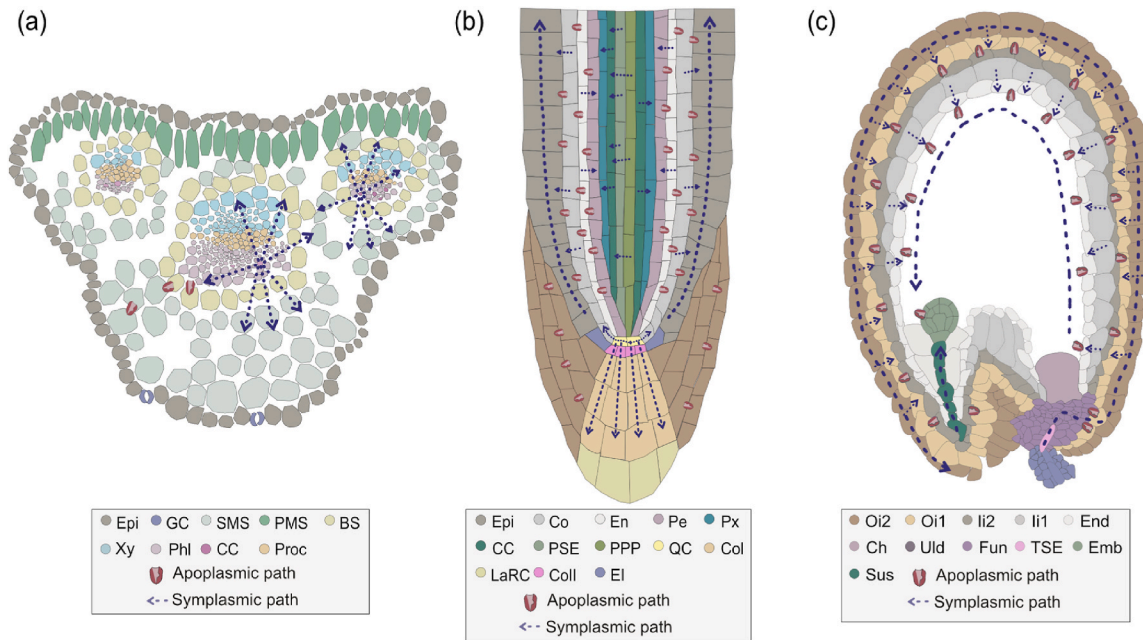 (a)
(b)
(c)
Epi GC SMS PMS BS
Xy Phl CC Proc
Apoplasmic path
Symplasmic path
Epi Co En Pe Px
CC PSE PPP QC Col
LaRC Coll EI
Apoplasmic path
Symplasmic path
Oi2 Oi1 Ii2 Ii1 End
Ch Uld Fun TSE Emb
Sus Apoplasmic path
Symplasmic path